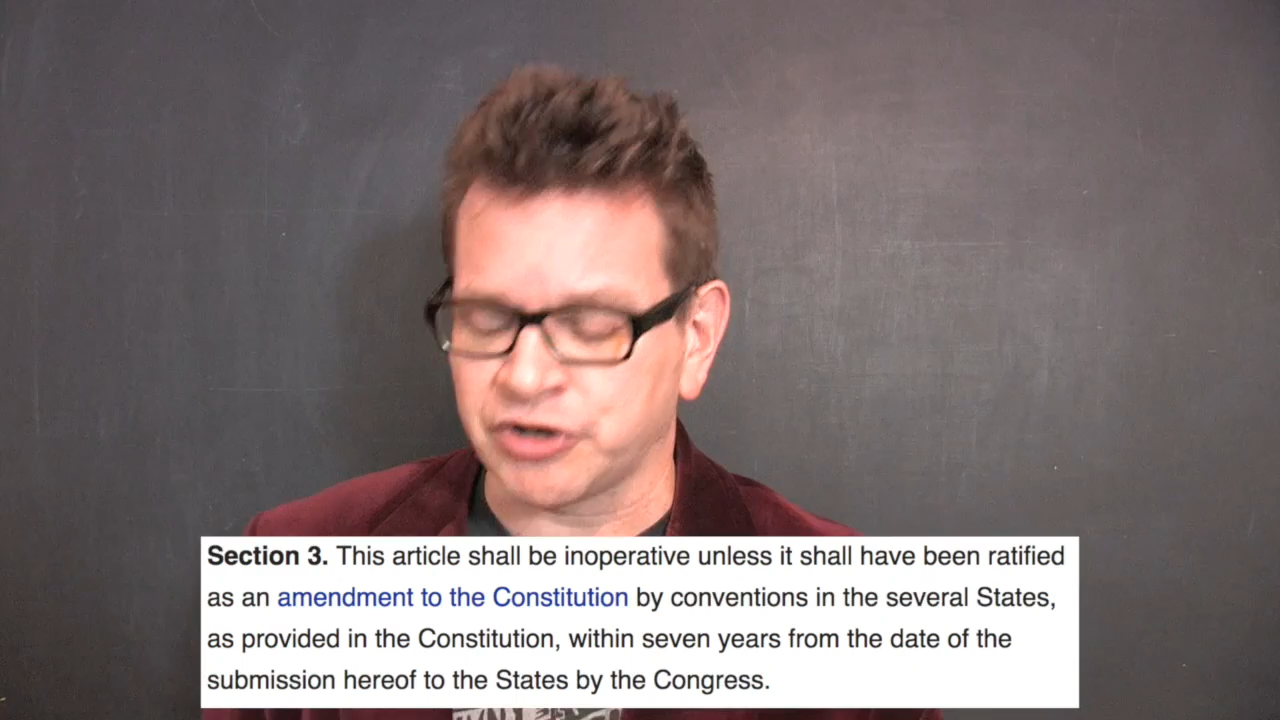 Section 3. This article shall be inoperative unless it shall have been ratified
as an amendment to the Constitution by conventions in the several States,
as provided in the Constitution, within seven years from the date of the
submission hereof to the States by the Congress.